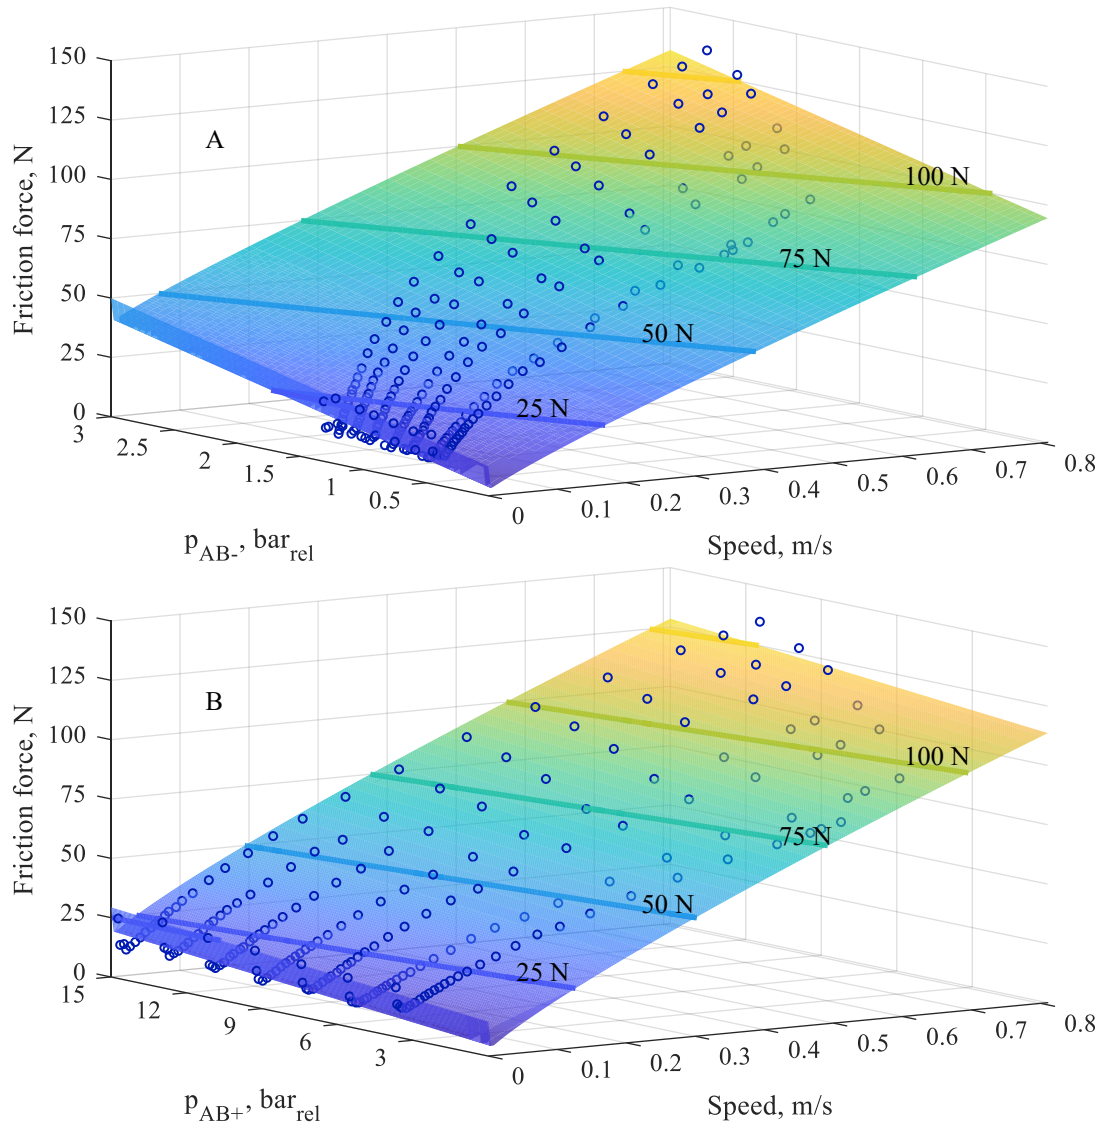 150
125
100
75
50
25
0
Friction force, N
A
100 N
75 N
50 N
25 N
3
2.5
2
1.5
1
0.5
0
0.1
0.2
0.3
0.4
0.5
0.6
0.7
0.8
p_AB-, bar_rel
Speed, m/s
150
125
100
75
50
25
0
Friction force, N
B
100 N
75 N
50 N
25 N
15
12
9
6
3
0
0.1
0.2
0.3
0.4
0.5
0.6
0.7
0.8
p_AB+, bar_rel
Speed, m/s